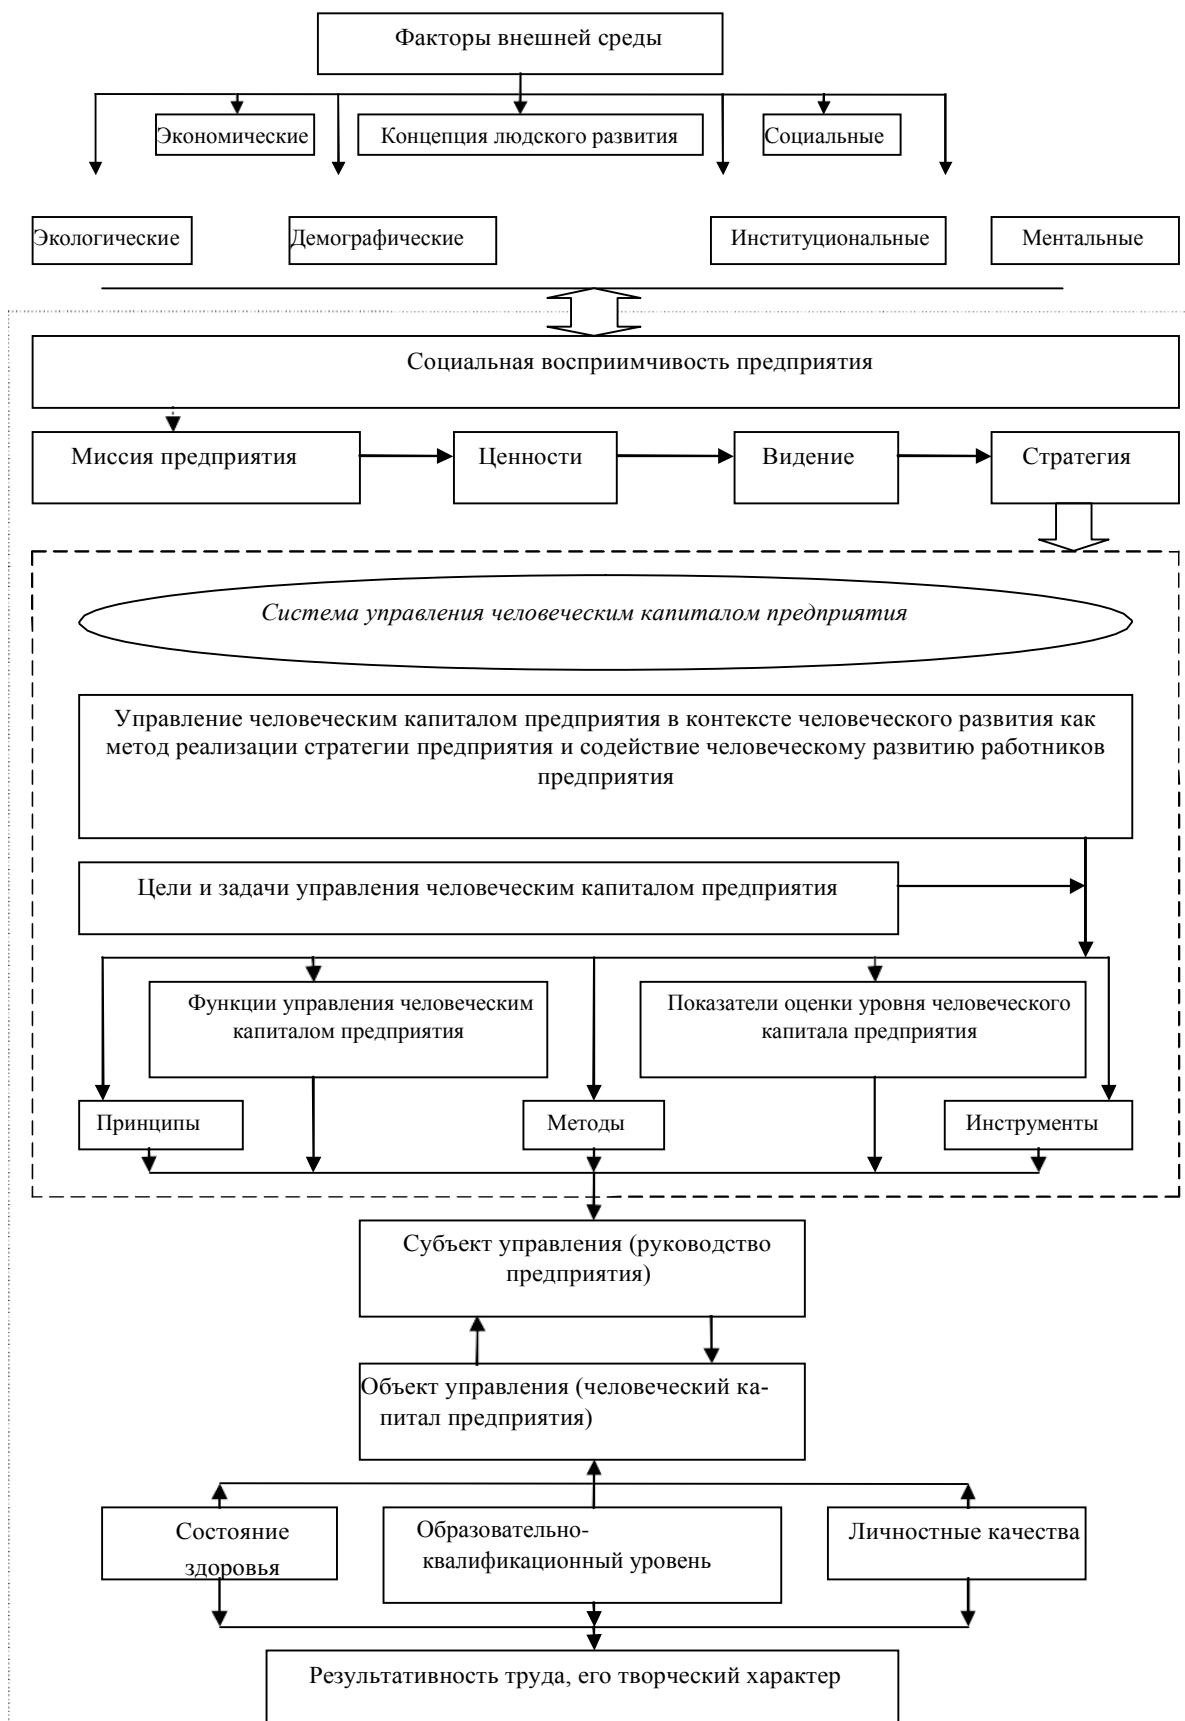 Факторы внешней среды
Экономические
Концепция людского развития
Социальные
Экологические
Демографические
Институциональные
Ментальные
Социальная восприимчивость предприятия
Миссия предприятия
Ценности
Видение
Стратегия
Система управления человеческим капиталом предприятия
Управление человеческим капиталом предприятия в контексте человеческого развития как
метод реализации стратегии предприятия и содействие человеческому развитию работников
предприятия
Цели и задачи управления человеческим капиталом предприятия
Функции управления человеческим
капиталом предприятия
Показатели оценки уровня человеческого
капитала предприятия
Принципы
Методы
Инструменты
Субъект управления (руководство
предприятия)
Объект управления (человеческий ка-
питал предприятия)
Состояние
здоровья
Образовательно-
квалификационный уровень
Личностные качества
Результативность труда, его творческий характер